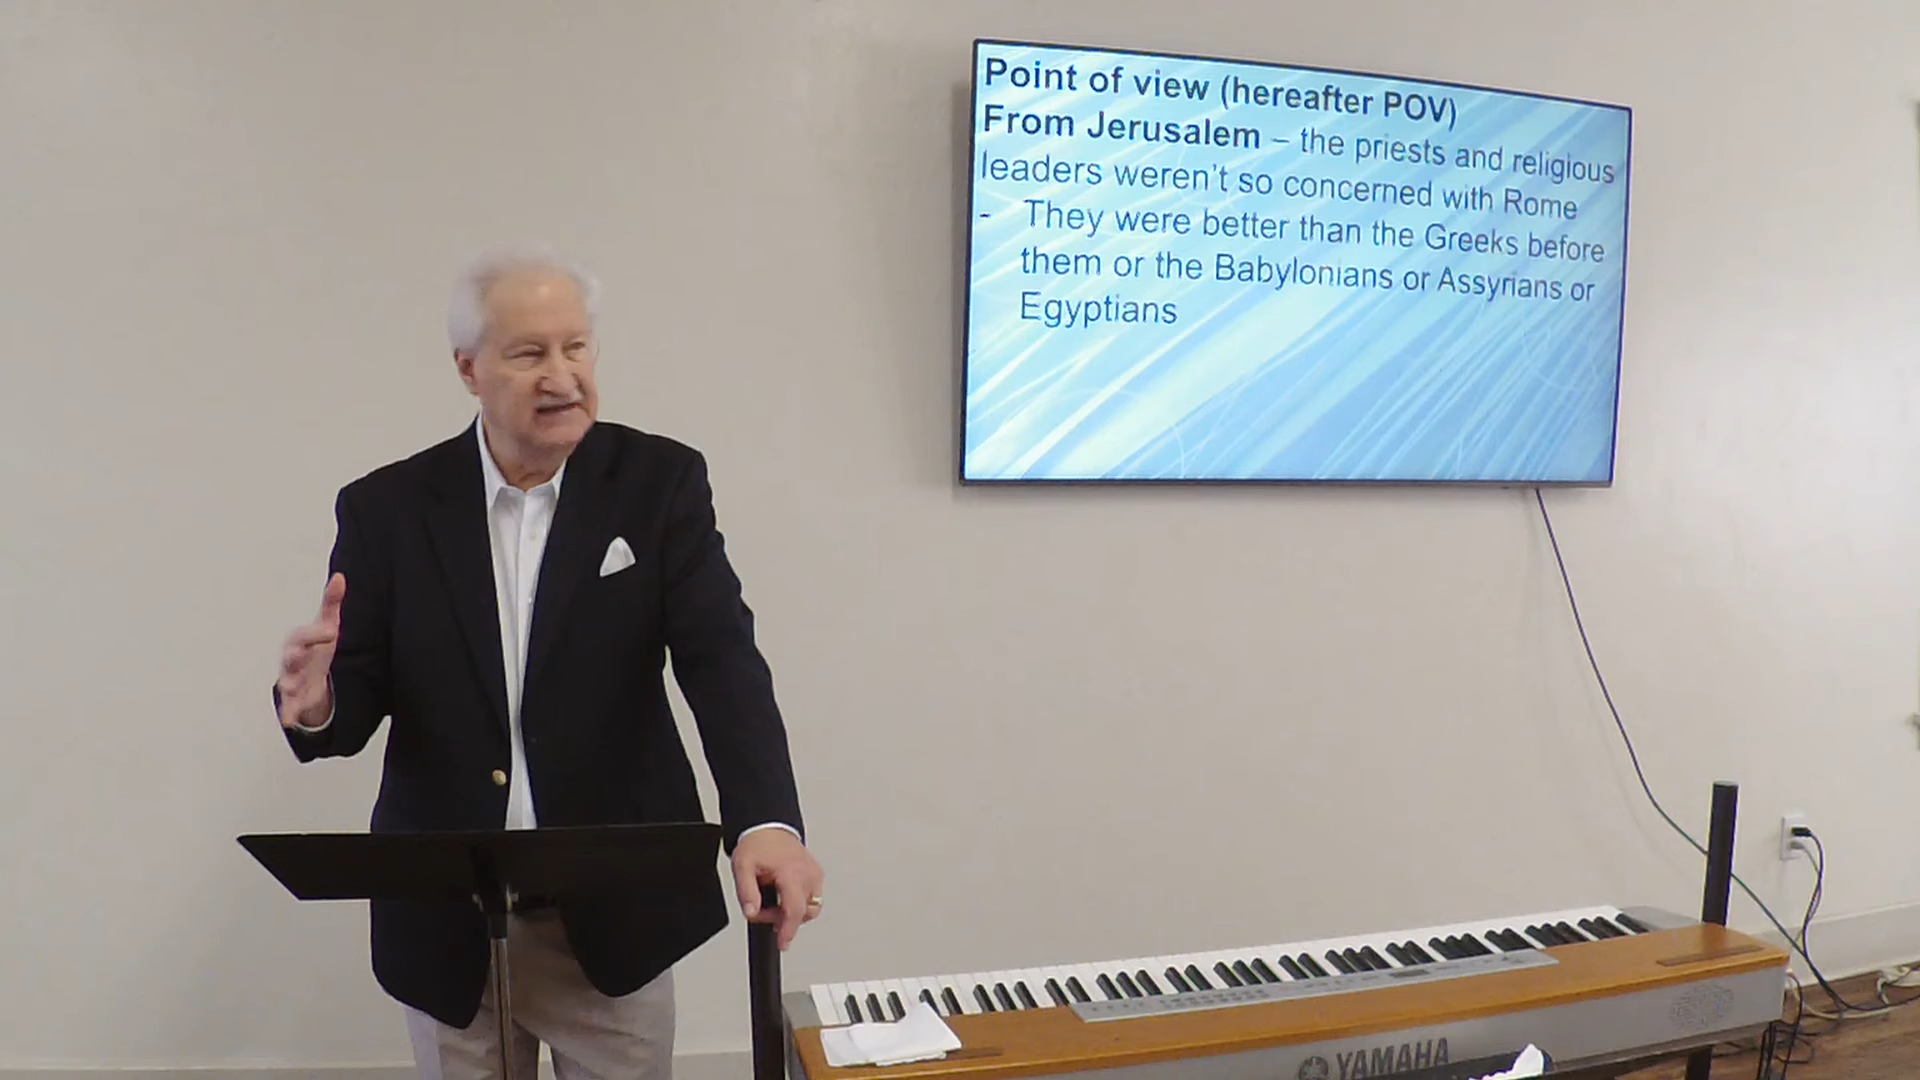 Point of view (hereafter POV)
From Jerusalem – the priests and religious
leaders weren't so concerned with Rome
- They were better than the Greeks before
them or the Babylonians or Assyrians or
Egyptians
YAMAHA